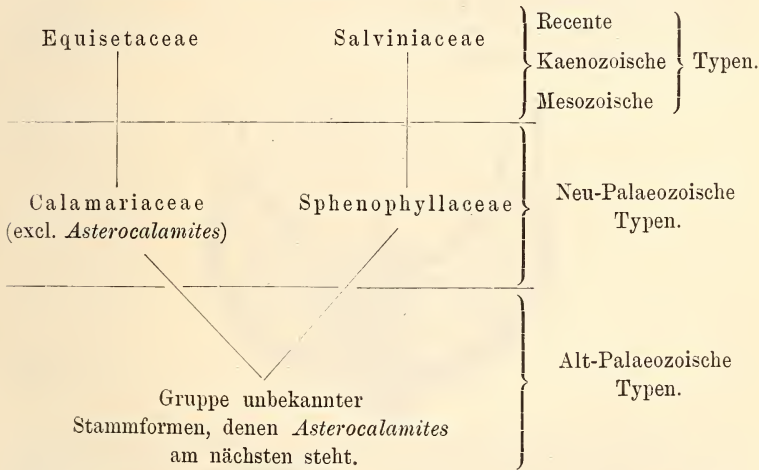 Equisetaceae Salviniaceae
Recente
Kaenozoische Typen.
Mesozoische
Calamariaceae Sphenophyllaceae
(excl. Asterocalamites)
Neu-Palaeozoische
Typen.
Alt-Palaeozoische
Typen.
Gruppe unbekannter
Stammformen, denen Asterocalamites
am nächsten steht.